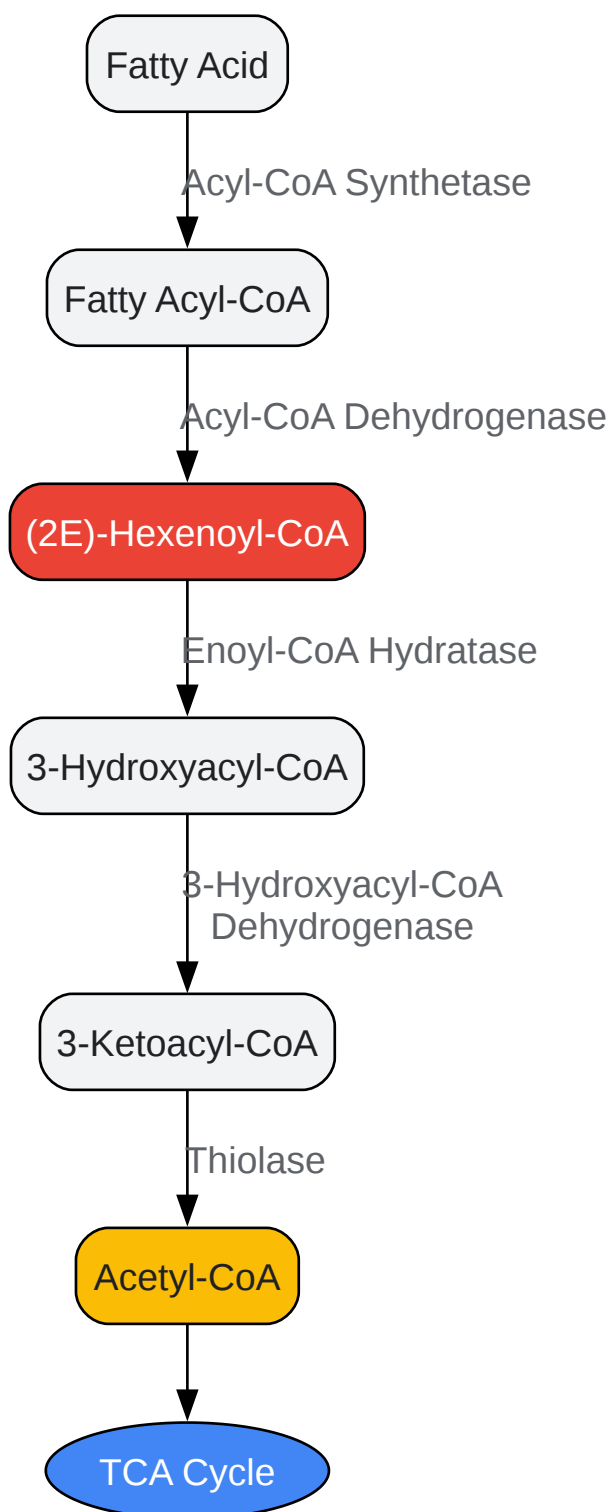 Fatty Acid
Acyl-CoA Synthetase
Fatty Acyl-CoA
Acyl-CoA Dehydrogenase
(2E)-Hexenoyl-CoA
Enoyl-CoA Hydratase
3-Hydroxyacyl-CoA
3-Hydroxyacyl-CoA
Dehydrogenase
3-Ketoacyl-CoA
Thiolase
Acetyl-CoA
TCA Cycle